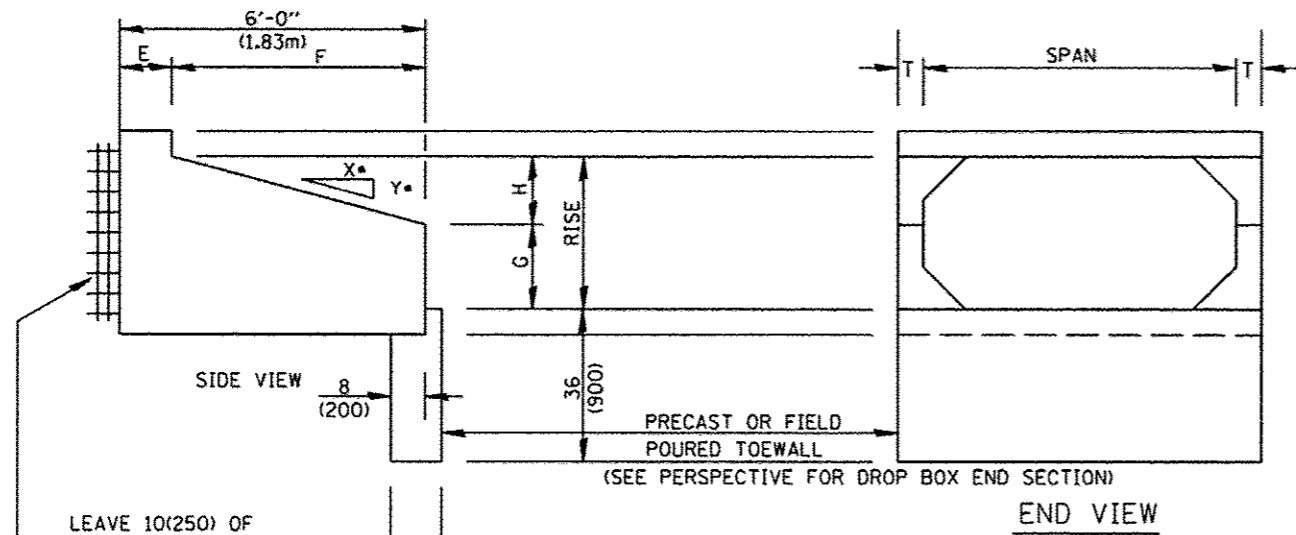 6'-0"
(1.83m)
E
F
T
SPAN
T
X*
Y*
H
RISE
G
SIDE VIEW
8
(200)
36
(900)
PRECAST OR FIELD
POURED TOEWALL
(SEE PERSPECTIVE FOR DROP BOX END SECTION)
LEAVE 10(250) OF
END VIEW